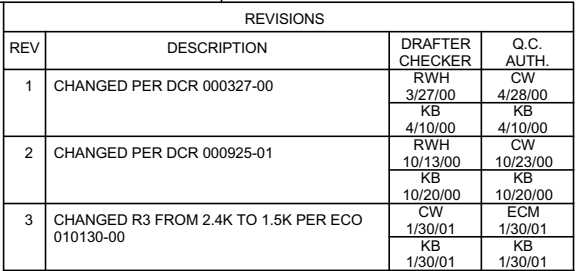 REVISIONS
REV DESCRIPTION DRAFTER CHECKER Q.C. AUTH.
1 CHANGED PER DCR 000327-00 RWH 3/27/00 CW 4/28/00
KB 4/10/00 KB 4/10/00
2 CHANGED PER DCR 000925-01 RWH 10/13/00 CW 10/23/00
KB 10/20/00 KB 10/20/00
3 CHANGED R3 FROM 2.4K TO 1.5K PER ECO 010130-00 CW 1/30/01 ECM 1/30/01
KB 1/30/01 KB 1/30/01